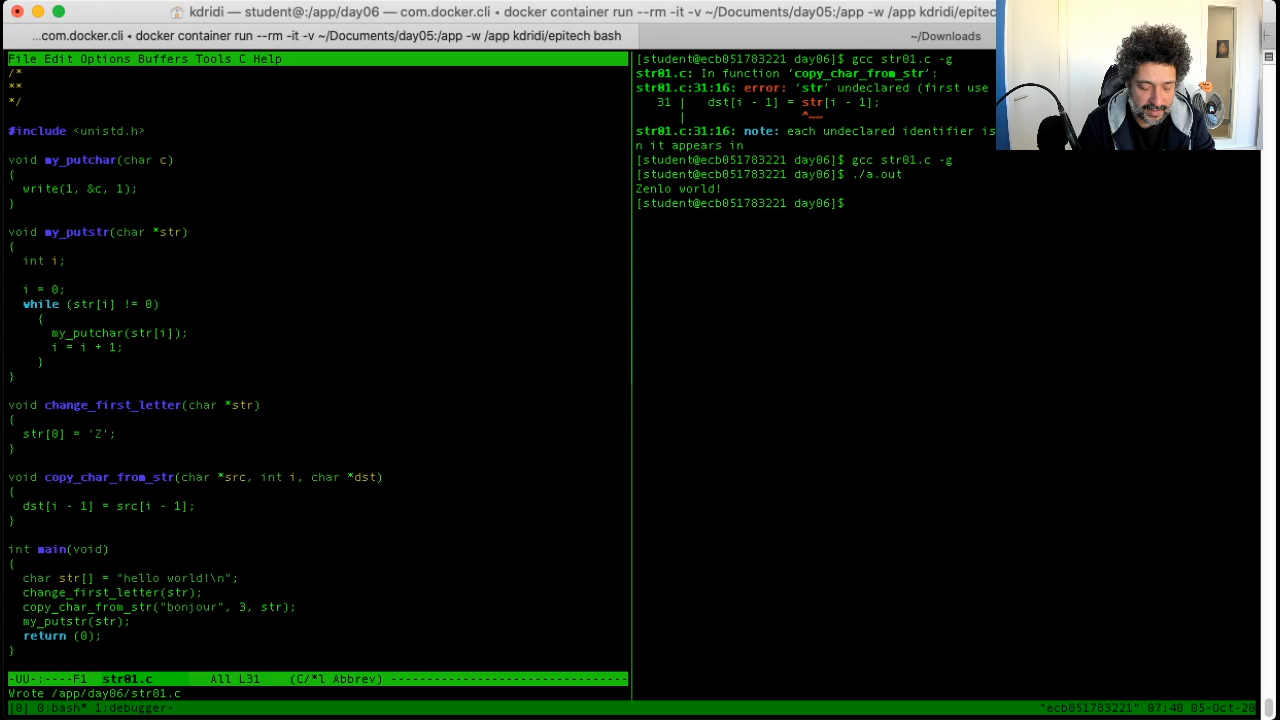 kdridi — student@:/app/day06 — com.docker.cli ◂ docker container run --rm -it -v ~/Documents/day05:/app -w /app kdridi/epitec
...com.docker.cli ◂ docker container run --rm -it -v ~/Documents/day05:/app -w /app kdridi/epitech bash
~/Downloads
File Edit Options Buffers Tools C Help
/*
**
*/
#include <unistd.h>
void my_putchar(char c)
{
write(1, &c, 1);
}
void my_putstr(char *str)
{
int i;
i = 0;
while (str[i] != 0)
{
my_putchar(str[i]);
i = i + 1;
}
}
void change_first_letter(char *str)
{
str[0] = 'Z';
}
void copy_char_from_str(char *src, int i, char *dst)
{
dst[i - 1] = src[i - 1];
}
int main(void)
{
char str[] = "hello world!\n";
change_first_letter(str);
copy_char_from_str("bonjour", 3, str);
my_putstr(str);
return (0);
}
-UU-:----F1 str01.c All L31 (C/*l Abbrev) ---------------------------------
Wrote /app/day06/str01.c
[student@ecb051783221 day06]$ gcc str01.c -g
str01.c: In function ‘copy_char_from_str’:
str01.c:31:16: error: ‘str’ undeclared (first use
31 | dst[i - 1] = str[i - 1];
| ^~~
str01.c:31:16: note: each undeclared identifier is
n it appears in
[student@ecb051783221 day06]$ gcc str01.c -g
[student@ecb051783221 day06]$ ./a.out
Zenlo world!
[student@ecb051783221 day06]$
[0] 0:bash* 1:debugger-
"ecb051783221" 07:40 05-Oct-20